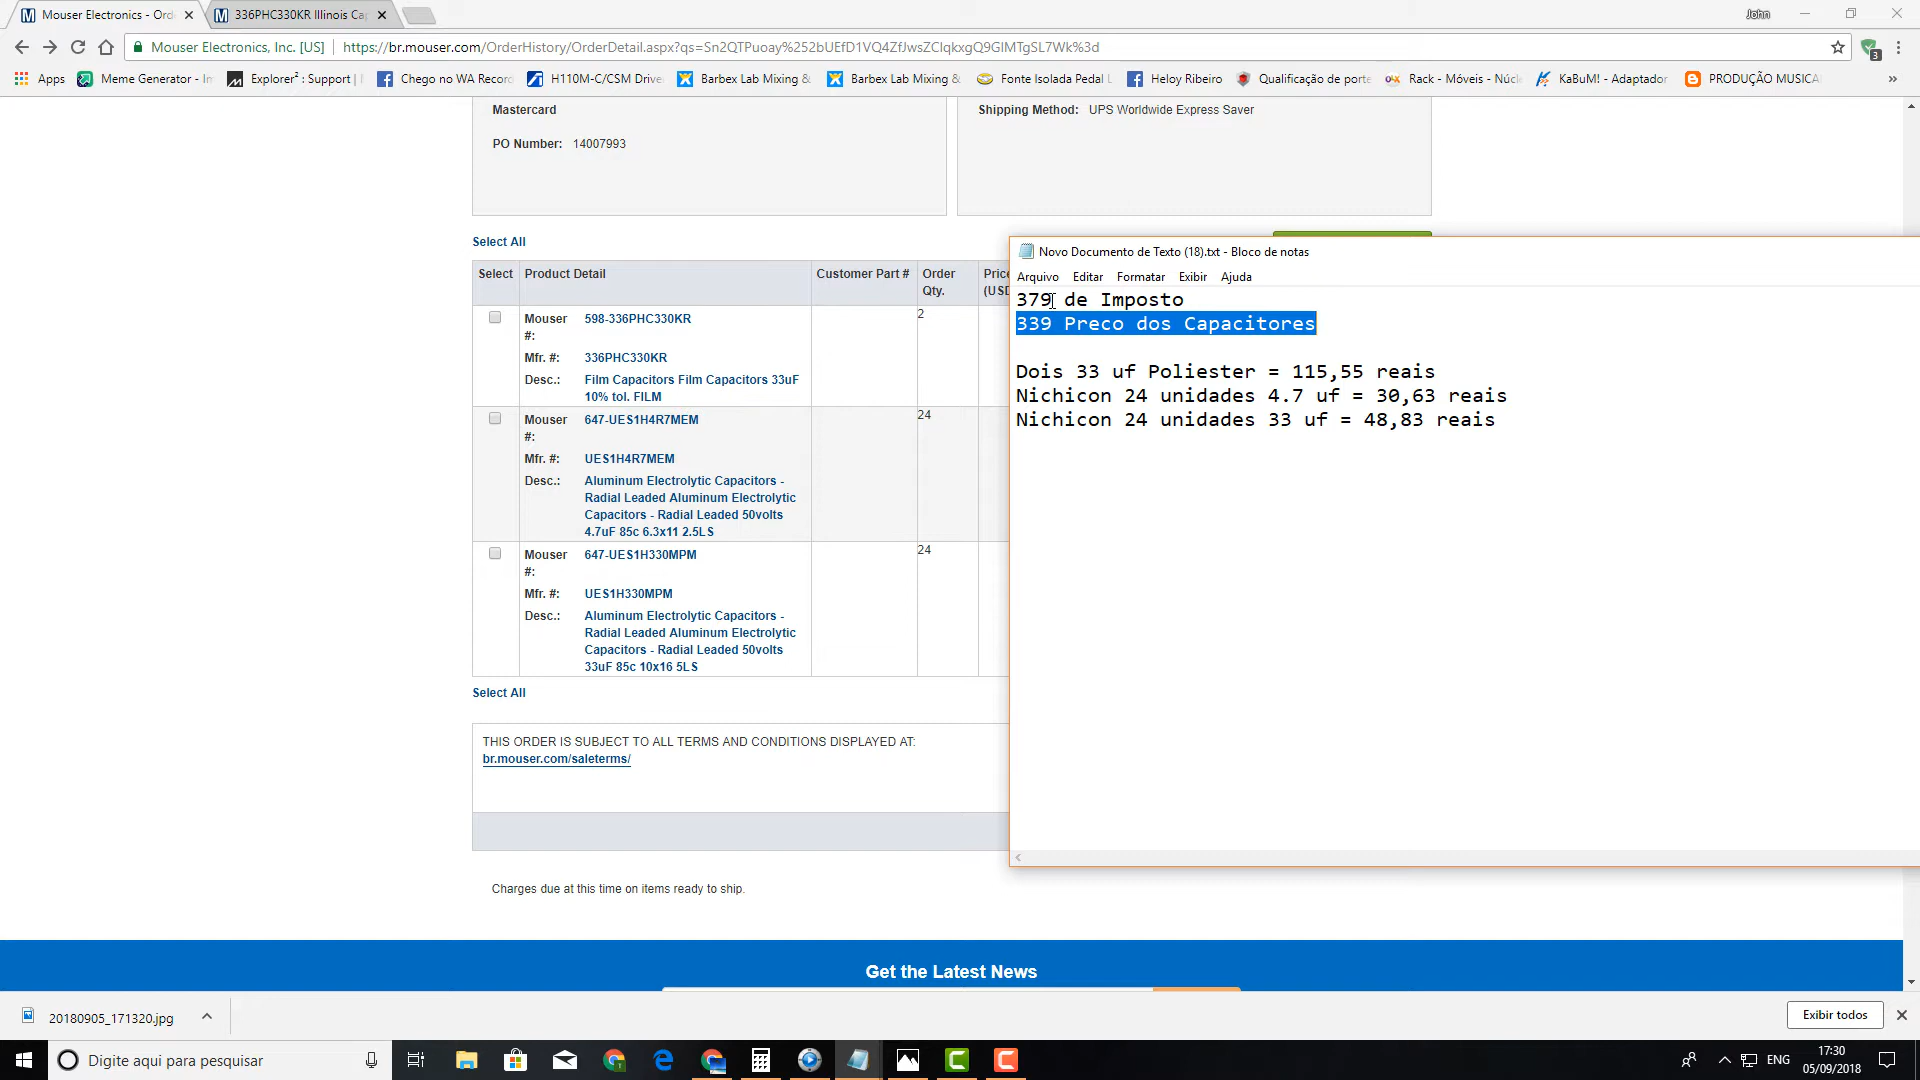 Mouser Electronics - Ord
336PHC330KR Illinois Ca
John
Mouser Electronics, Inc. [US]
https://br.mouser.com/OrderHistory/OrderDetail.aspx?qs=Sn2QTPuoay%252bUEfD1VQ4ZfJwsZClqkxgQ9GlMTgSL7Wk%3d
3
Apps
Meme Generator - Im
Explorer² : Support |
Chego no WA Record
H110M-C/CSM Drive
Barbex Lab Mixing &
Barbex Lab Mixing &
Fonte Isolada Pedal L
Heloy Ribeiro
Qualificação de porte
Rack - Móveis - Núcle
KaBuM! - Adaptador
PRODUÇÃO MUSICA
»
Mastercard
PO Number: 14007993
Shipping Method: UPS Worldwide Express Saver
Select All
Select
Product Detail
Customer Part #
Order
Qty.
Price
(USD
Mouser
#:
598-336PHC330KR
2
Mfr. #: 336PHC330KR
Desc.: Film Capacitors Film Capacitors 33uF
10% tol. FILM
Mouser
#:
647-UES1H4R7MEM
24
Mfr. #: UES1H4R7MEM
Desc.: Aluminum Electrolytic Capacitors -
Radial Leaded Aluminum Electrolytic
Capacitors - Radial Leaded 50volts
4.7uF 85c 6.3x11 2.5LS
Mouser
#:
647-UES1H330MPM
24
Mfr. #: UES1H330MPM
Desc.: Aluminum Electrolytic Capacitors -
Radial Leaded Aluminum Electrolytic
Capacitors - Radial Leaded 50volts
33uF 85c 10x16 5LS
Select All
THIS ORDER IS SUBJECT TO ALL TERMS AND CONDITIONS DISPLAYED AT:
br.mouser.com/saleterms/
Charges due at this time on items ready to ship.
Get the Latest News
Novo Documento de Texto (18).txt - Bloco de notas
Arquivo Editar Formatar Exibir Ajuda
379 de Imposto
339 Preco dos Capacitores
Dois 33 uf Poliester = 115,55 reais
Nichicon 24 unidades 4.7 uf = 30,63 reais
Nichicon 24 unidades 33 uf = 48,83 reais
20180905_171320.jpg
Exibir todos
Digite aqui para pesquisar
ENG
17:30
05/09/2018